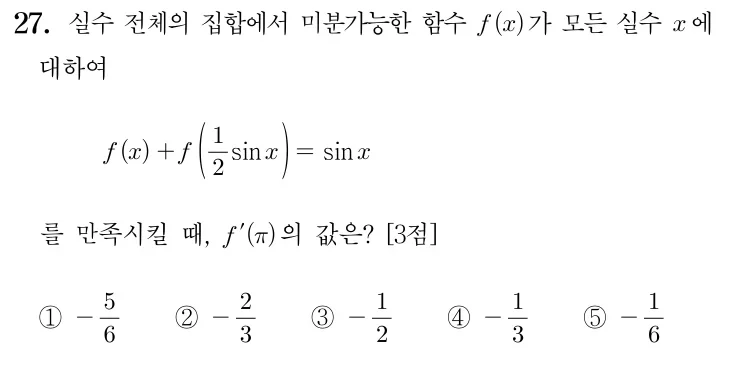 27. 실수 전체의 집합에서 미분가능한 함수 f(x)가 모든 실수 x에
대하여
f(x)+f(1/2 sin x)= sin x
를 만족시킬 때, f′(π)의 값은? [3점]
① -5/6 ② -2/3 ③ -1/2 ④ -1/3 ⑤ -1/6